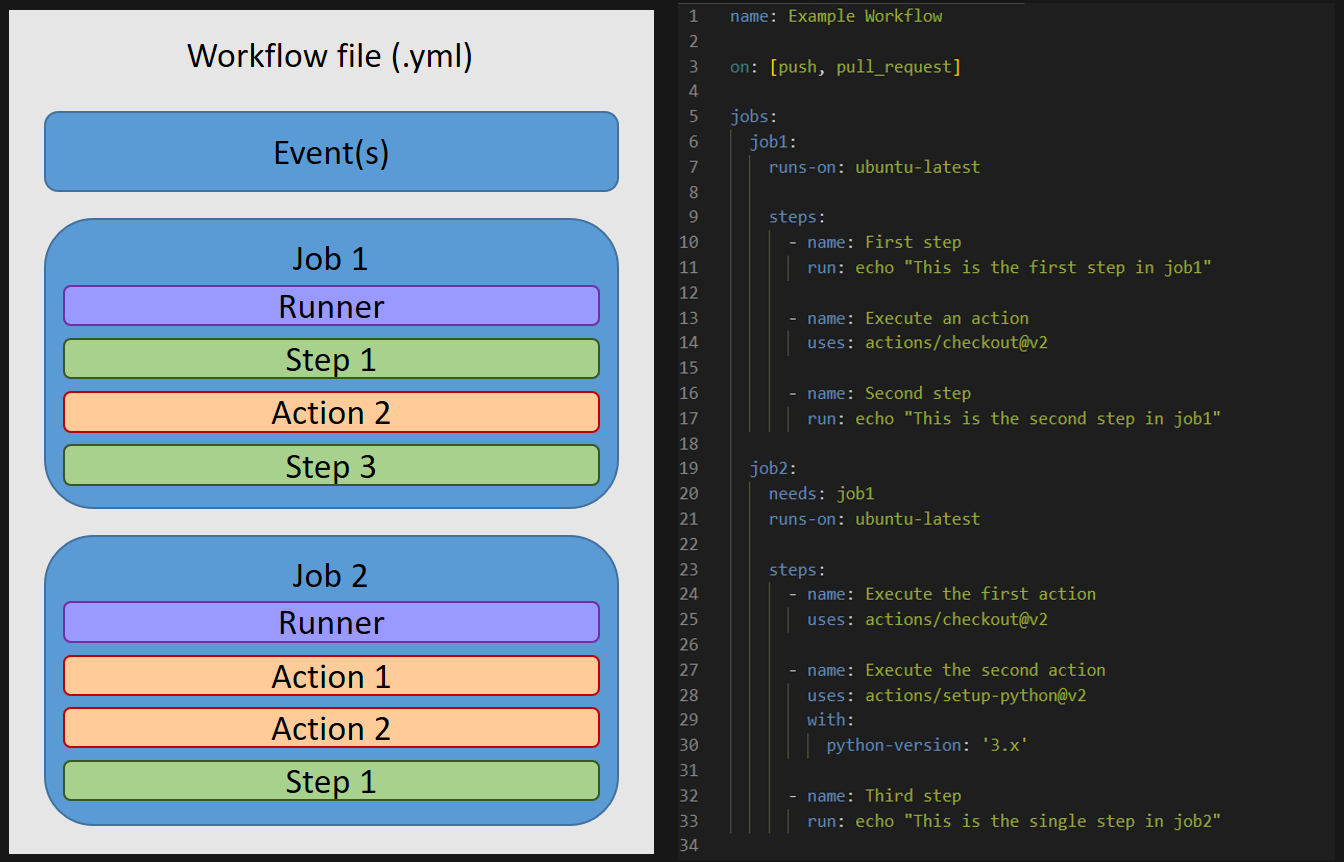 Workflow file (.yml)
Event(s)
Job 1
Runner
Step 1
Action 2
Step 3
Job 2
Runner
Action 1
Action 2
Step 1
1 name: Example Workflow
2
3 on: [push, pull_request]
4
5 jobs:
6   job1:
7     runs-on: ubuntu-latest
8
9     steps:
10       - name: First step
11         run: echo "This is the first step in job1"
12
13       - name: Execute an action
14         uses: actions/checkout@v2
15
16       - name: Second step
17         run: echo "This is the second step in job1"
18
19   job2:
20     needs: job1
21     runs-on: ubuntu-latest
22
23     steps:
24       - name: Execute the first action
25         uses: actions/checkout@v2
26
27       - name: Execute the second action
28         uses: actions/setup-python@v2
29         with:
30           python-version: '3.x'
31
32       - name: Third step
33         run: echo "This is the single step in job2"
34